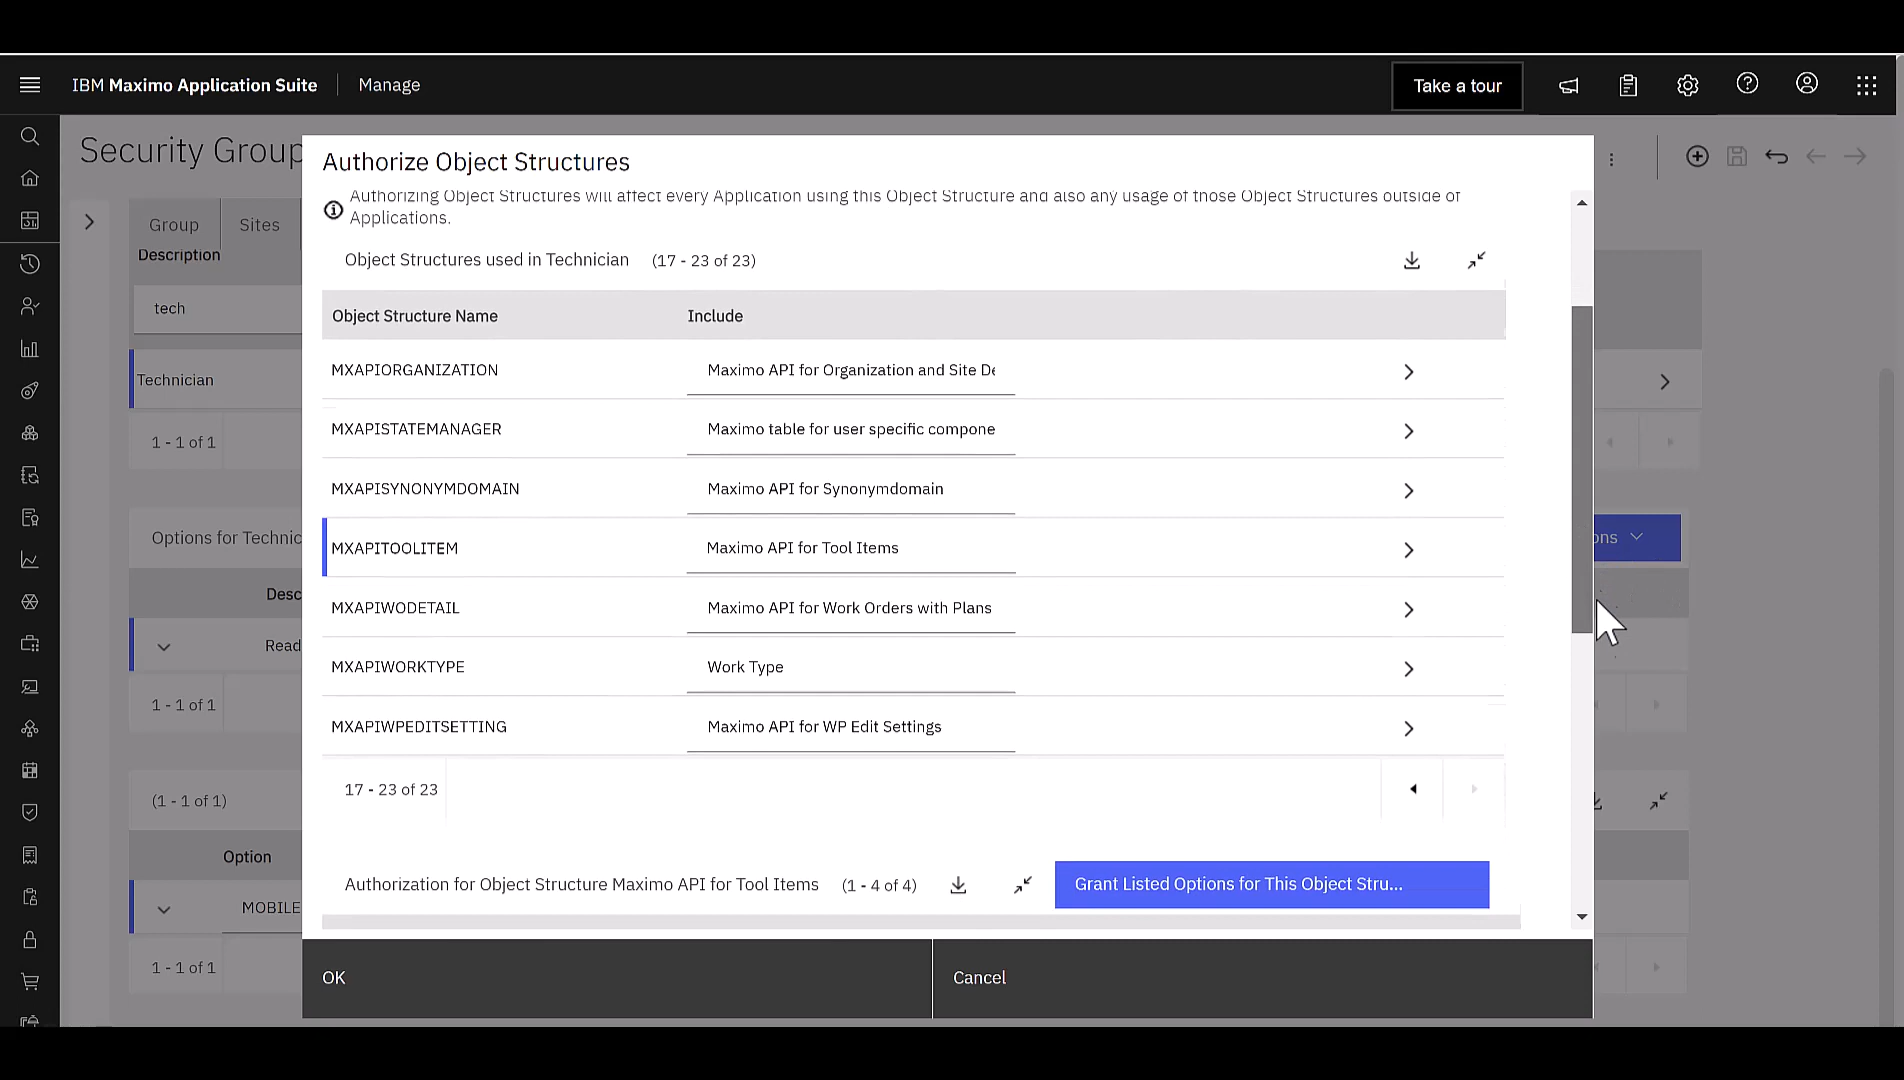 IBM Maximo Application Suite
Manage
Take a tour
Security Group
Authorize Object Structures
Authorizing Object Structures will affect every Application using this Object Structure and also any usage of those Object Structures outside of
Applications.
Group
Sites
Description
tech
Technician
1 - 1 of 1
Object Structures used in Technician (17 - 23 of 23)
Object Structure Name
Include
MXAPIORGANIZATION
Maximo API for Organization and Site De
MXAPISTATEMANAGER
Maximo table for user specific compone
MXAPISYNONYMDOMAIN
Maximo API for Synonymdomain
MXAPITOOLITEM
Maximo API for Tool Items
MXAPIWODETAIL
Maximo API for Work Orders with Plans
MXAPIWORKTYPE
Work Type
MXAPIWPEDITSETTING
Maximo API for WP Edit Settings
17 - 23 of 23
Options for Technic
ons
Desc
Read
1 - 1 of 1
(1 - 1 of 1)
Option
MOBILE
1 - 1 of 1
Authorization for Object Structure Maximo API for Tool Items (1 - 4 of 4)
Grant Listed Options for This Object Stru...
OK
Cancel